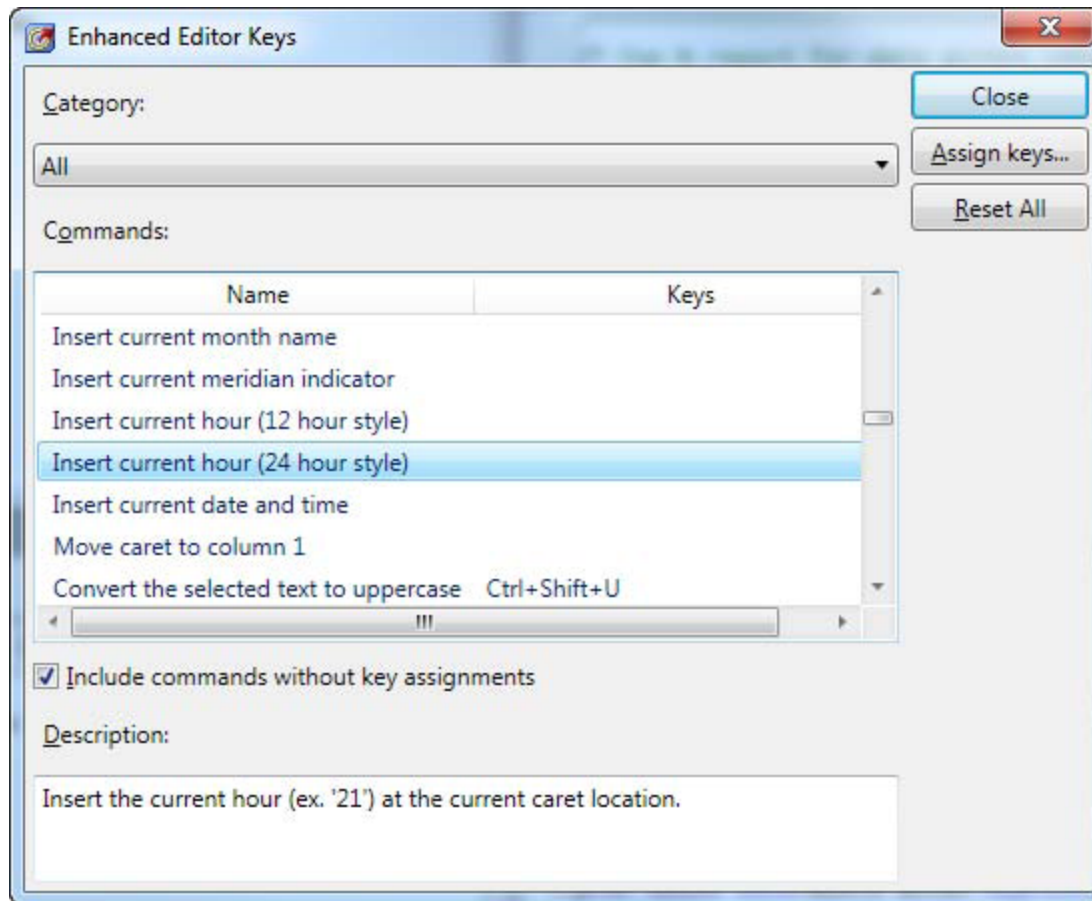 Enhanced Editor Keys
Category:
Close
All
Assign keys...
Reset All
Commands:
Name Keys
Insert current month name
Insert current meridian indicator
Insert current hour (12 hour style)
Insert current hour (24 hour style)
Insert current date and time
Move caret to column 1
Convert the selected text to uppercase Ctrl+Shift+U
Include commands without key assignments
Description:
Insert the current hour (ex. '21') at the current caret location.